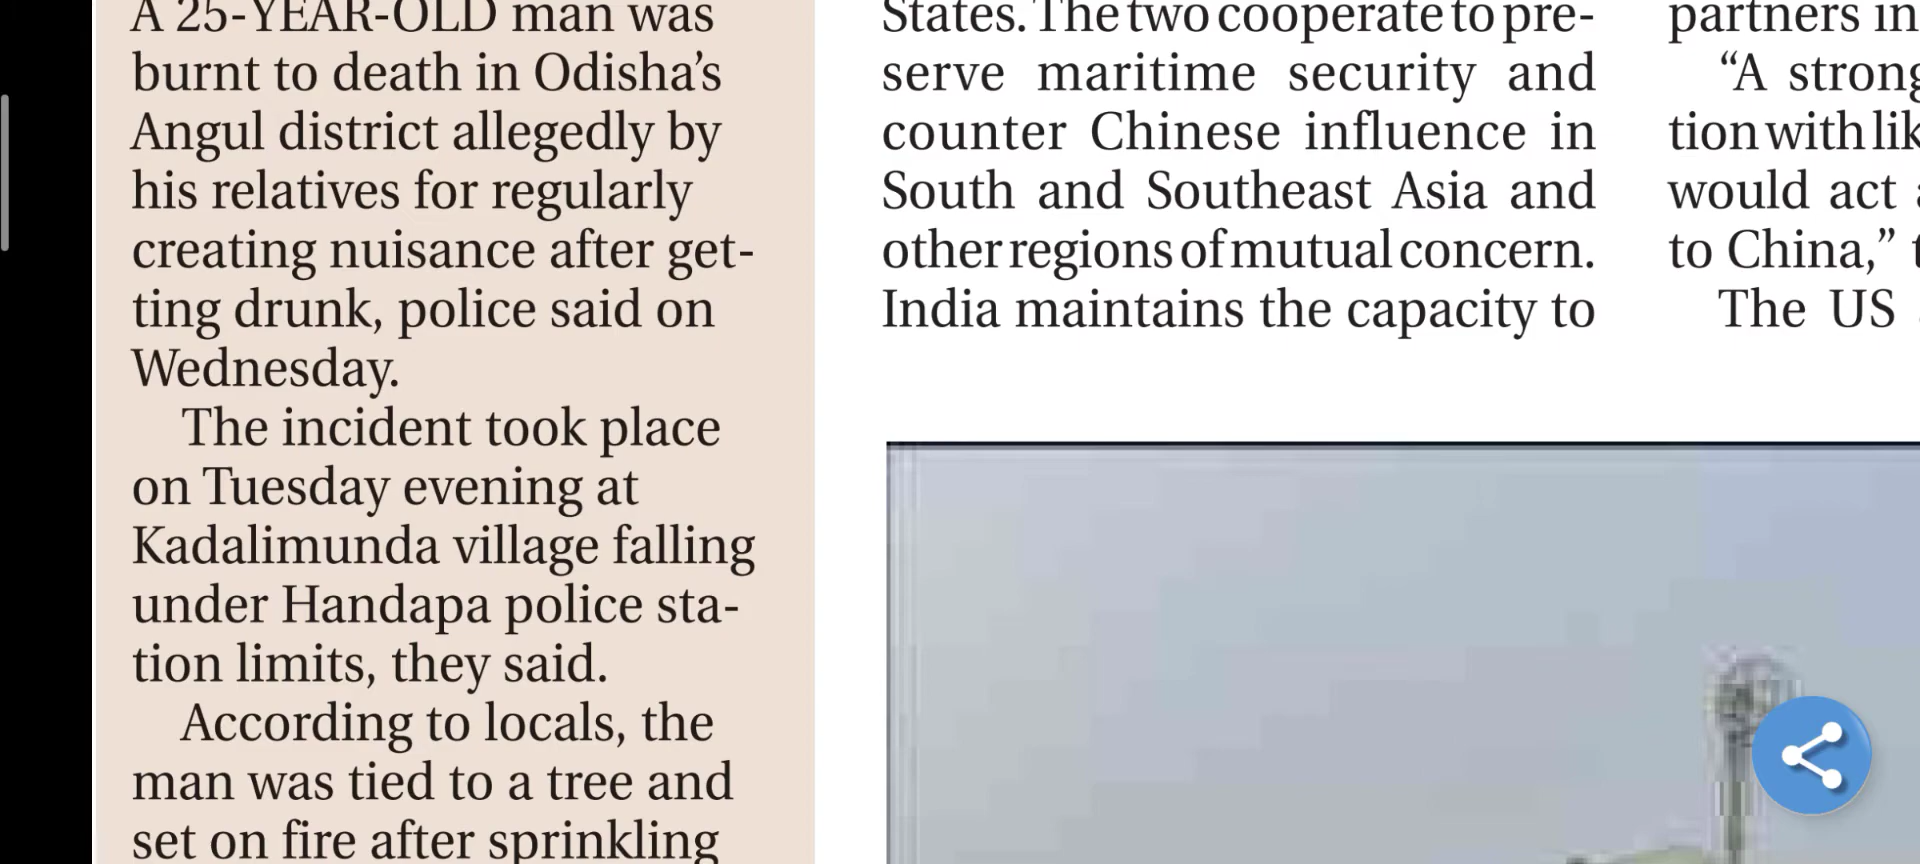 A 25-YEAR-OLD man was
burnt to death in Odisha’s
Angul district allegedly by
his relatives for regularly
creating nuisance after get-
ting drunk, police said on
Wednesday.
The incident took place
on Tuesday evening at
Kadalimunda village falling
under Handapa police sta-
tion limits, they said.
According to locals, the
man was tied to a tree and
set on fire after sprinkling
States. The two cooperate to pre-
serve maritime security and
counter Chinese influence in
South and Southeast Asia and
other regions of mutual concern.
India maintains the capacity to
partners in
“A strong
tion with lik
would act a
to China,” t
The US